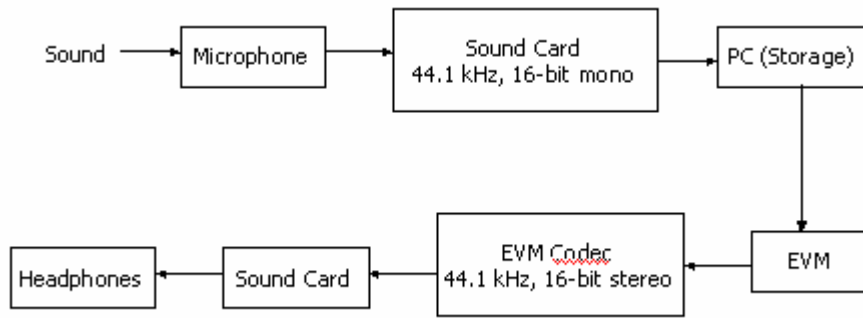 Sound
Microphone
Sound Card
44.1 kHz, 16-bit mono
PC (Storage)
EVM
EVM Codec
44.1 kHz, 16-bit stereo
Sound Card
Headphones